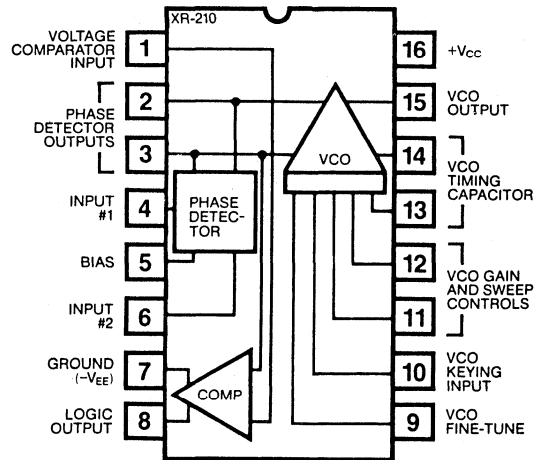 XR-210
VOLTAGE
COMPARATOR
INPUT
1
PHASE
DETECTOR
OUTPUTS
2
3
INPUT
#1
4
BIAS
5
INPUT
#2
6
GROUND
(–VEE)
7
LOGIC
OUTPUT
8
PHASE
DETEC-
TOR
COMP
VCO
16
+VCC
15
VCO
OUTPUT
14
13
VCO
TIMING
CAPACITOR
12
11
VCO GAIN
AND SWEEP
CONTROLS
10
VCO
KEYING
INPUT
9
VCO
FINE-TUNE